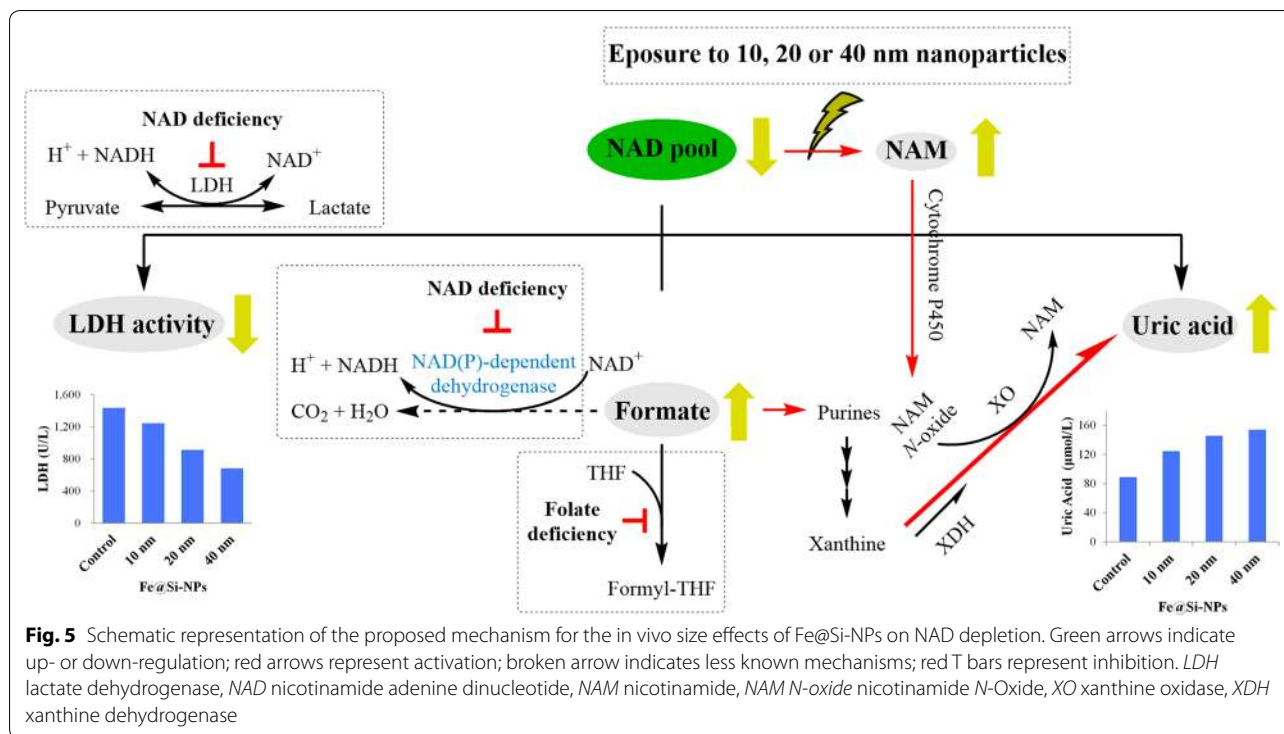 Eposure to 10, 20 or 40 nm nanoparticles
NAD deficiency
H+ + NADH
NAD+
LDH
Pyruvate
Lactate
NAD pool
NAM
Cytochrome P450
LDH activity
NAD deficiency
H+ + NADH
NAD(P)-dependent
dehydrogenase
NAD+
CO2 + H2O
Formate
Purines
NAM
N-oxide
XO
NAM
Uric acid
THF
Folate
deficiency
Formyl-THF
Xanthine
XDH
LDH (U/L)
1,600
1,200
800
400
0
Control
10 nm
20 nm
40 nm
Fe@Si-NPs
Uric Acid (μmol/L)
160
120
80
40
0
Control
10 nm
20 nm
40 nm
Fe@Si-NPs
Fig. 5 Schematic representation of the proposed mechanism for the in vivo size effects of Fe@Si-NPs on NAD depletion. Green arrows indicate
up- or down-regulation; red arrows represent activation; broken arrow indicates less known mechanisms; red T bars represent inhibition. LDH
lactate dehydrogenase, NAD nicotinamide adenine dinucleotide, NAM nicotinamide, NAM N-oxide nicotinamide N-Oxide, XO xanthine oxidase, XDH
xanthine dehydrogenase